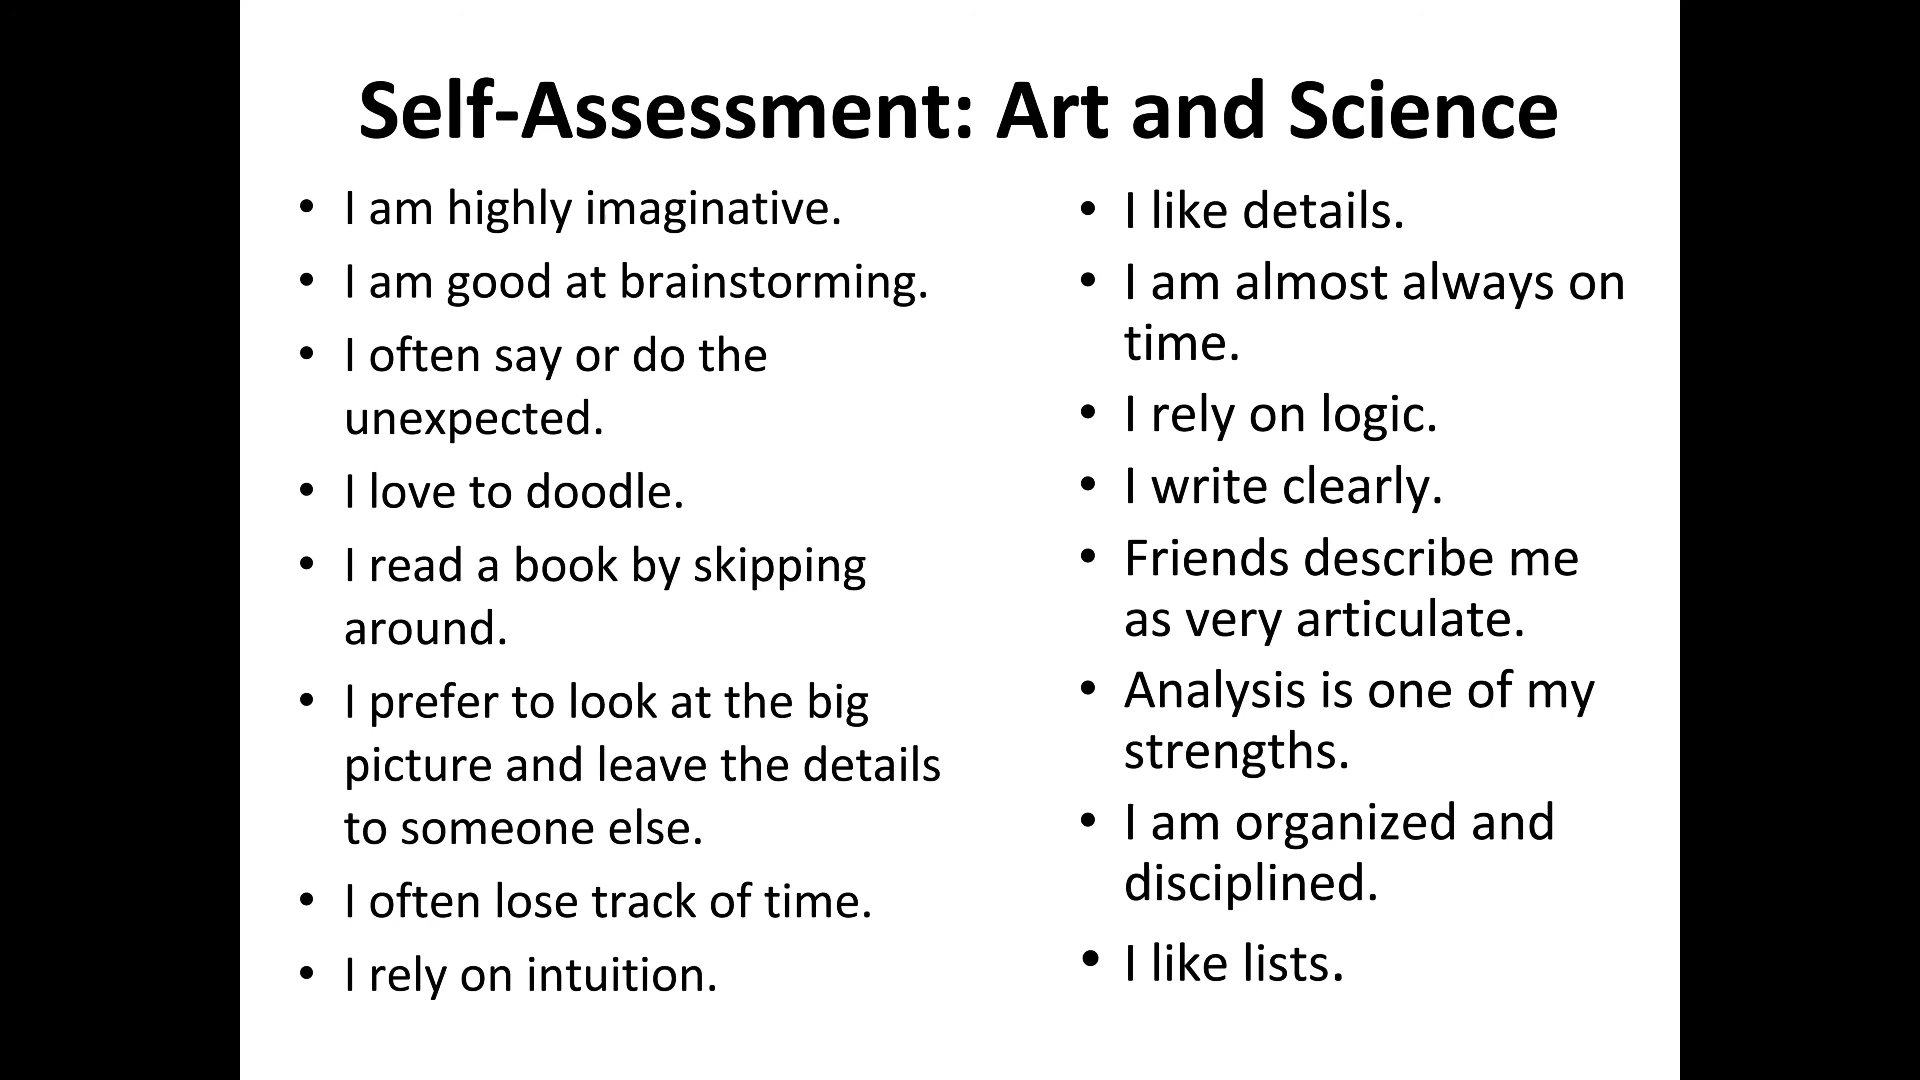 Self-Assessment: Art and Science
• I am highly imaginative.
• I am good at brainstorming.
• I often say or do the
unexpected.
• I love to doodle.
• I read a book by skipping
around.
• I prefer to look at the big
picture and leave the details
to someone else.
• I often lose track of time.
• I rely on intuition.
• I like details.
• I am almost always on
time.
• I rely on logic.
• I write clearly.
• Friends describe me
as very articulate.
• Analysis is one of my
strengths.
• I am organized and
disciplined.
• I like lists.